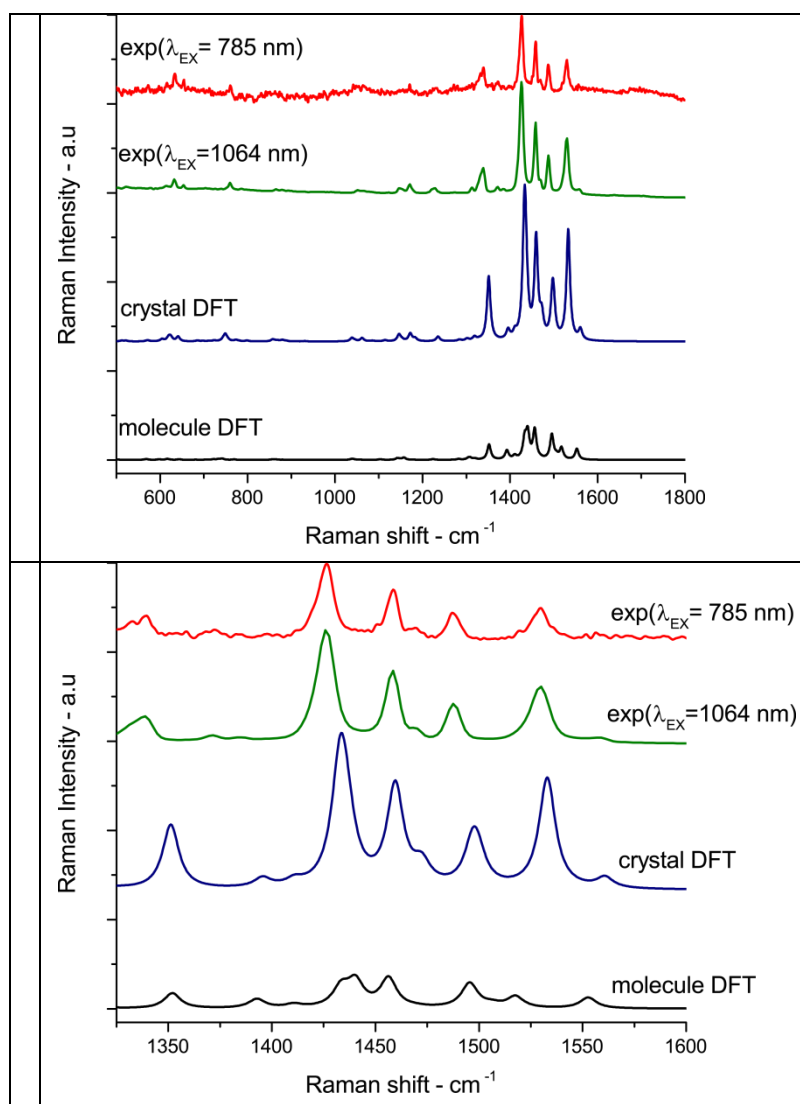 exp(λEX= 785 nm)
exp(λEX=1064 nm)
crystal DFT
molecule DFT
Raman Intensity - a.u
600 800 1000 1200 1400 1600 1800
Raman shift - cm-1
exp(λEX= 785 nm)
exp(λEX=1064 nm)
crystal DFT
molecule DFT
Raman Intensity - a.u
1350 1400 1450 1500 1550 1600
Raman shift - cm-1